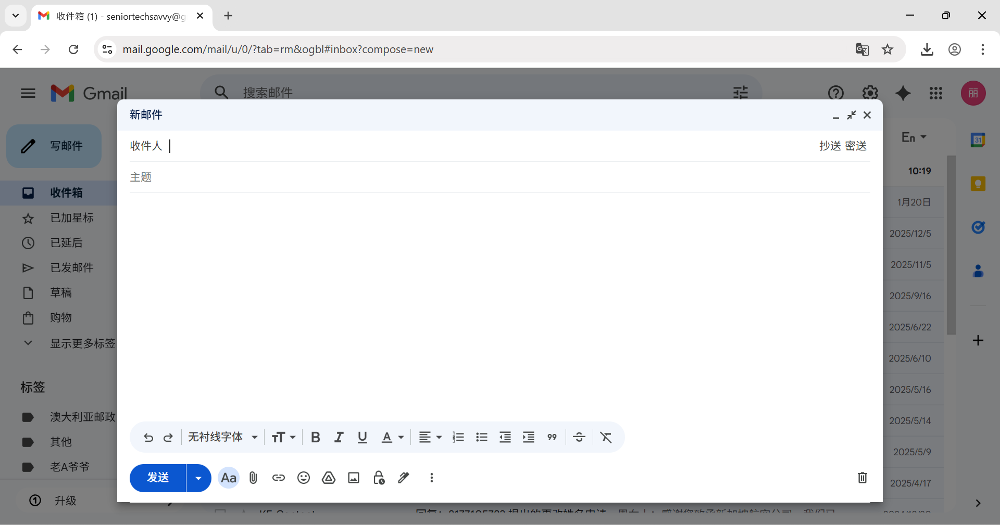 收件箱 (1) - seniortechsavvy@g
mail.google.com/mail/u/0/?tab=rm&ogbl#inbox?compose=new
Gmail
搜索邮件
丽
新邮件
写邮件
收件人
抄送 密送
En
31
主题
10:19
收件箱
1月20日
已加星标
2025/12/5
已延后
2025/11/5
已发邮件
2025/9/16
草稿
购物
2025/6/22
显示更多标签
2025/6/10
标签
2025/5/16
澳大利亚邮政
2025/5/14
无衬线字体
其他
2025/5/9
老A爷爷
发送
Aa
2025/4/17
升级